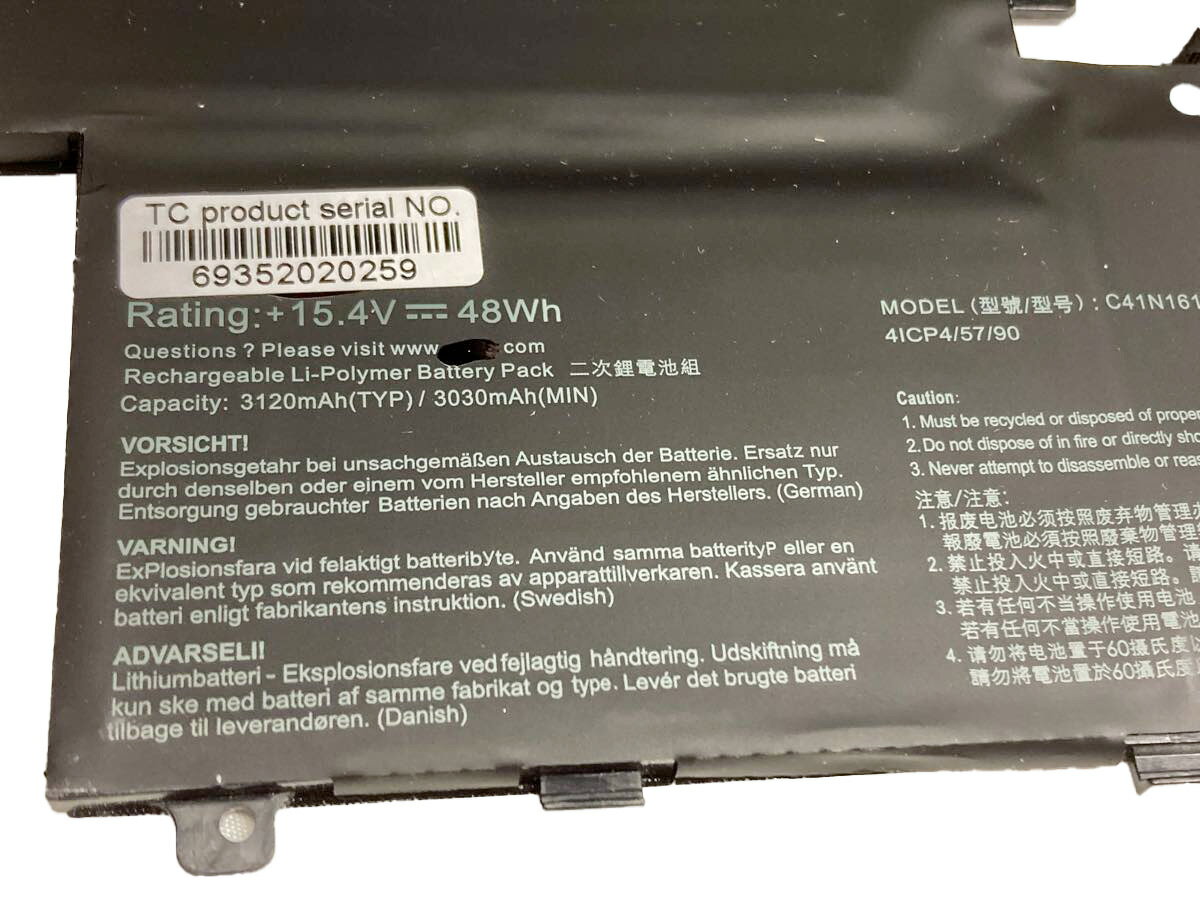 TC product serial NO.
69352020259
Rating:+15.4V 48Wh
Questions ? Please visit www com
Rechargeable Li-Polymer Battery Pack 二次鋰電池組
Capacity: 3120mAh(TYP) / 3030mAh(MIN)
VORSICHT!
Explosionsgetahr bei unsachgemäßen Austausch der Batterie. Ersatz nur
durch denselben oder einem vom Hersteller empfohlenem ähnlichen Typ.
Entsorgung gebrauchter Batterien nach Angaben des Herstellers. (German)
VARNING!
ExPlosionsfara vid felaktigt batteribyte. Använd samma batterityP eller en
ekvivalent typ som rekommenderas av apparattillverkaren. Kassera använt
batteri enligt fabrikantens instruktion. (Swedish)
ADVARSELI!
Lithiumbatteri - Eksplosionsfare ved fejlagtig håndtering. Udskiftning må
kun ske med batteri af samme fabrikat og type. Levér det brugte batteri
tilbage til leverandøren. (Danish)
MODEL (型號/型号) : C41N161
4ICP4/57/90
Caution:
1. Must be recycled or disposed of proper
2. Do not dispose of in fire or directly sho
3. Never attempt to disassemble or reas
注意/注意:
1. 报废电池必须按照废弃物管理
報廢電池必須按照廢棄物管理
2. 禁止投入火中或直接短路。
禁止投入火中或直接短路。
3. 若有任何不当操作使用电池
若有任何不當操作使用電池
4. 请勿将电池置于60攝氏度
請勿將電池置於60攝氏度